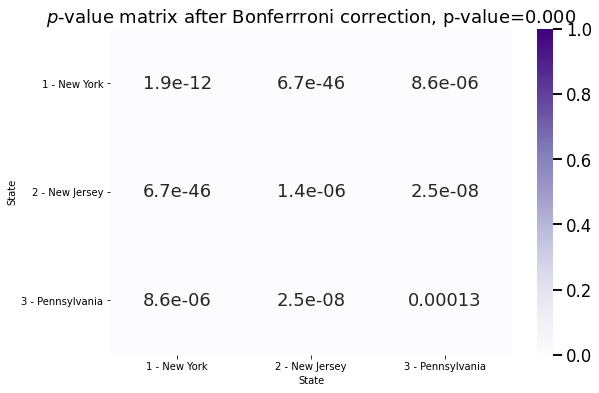 p-value matrix after Bonferrroni correction, p-value=0.000
1 - New York 1.9e-12 6.7e-46 8.6e-06
2 - New Jersey 6.7e-46 1.4e-06 2.5e-08
3 - Pennsylvania 8.6e-06 2.5e-08 0.00013
State
1 - New York 2 - New Jersey 3 - Pennsylvania
State
1.0
0.8
0.6
0.4
0.2
0.0